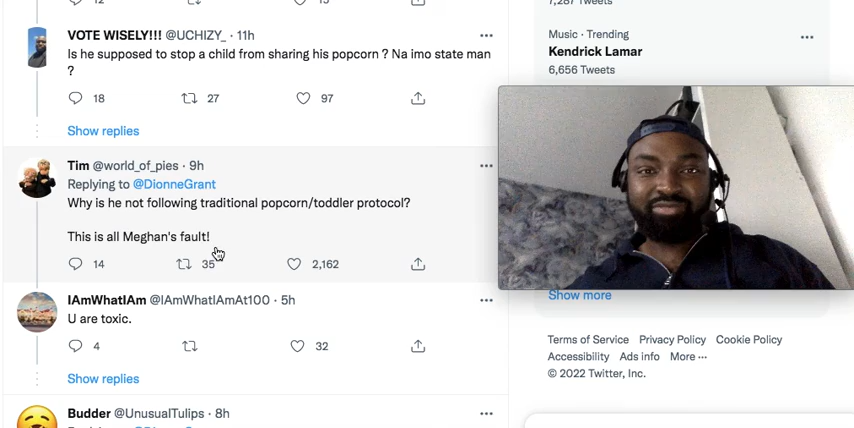 12
13
VOTE WISELY!!! @UCHIZY_ · 11h
Is he supposed to stop a child from sharing his popcorn ? Na imo state man
?
18 27 97
Show replies
Tim @world_of_pies · 9h
Replying to @DionneGrant
Why is he not following traditional popcorn/toddler protocol?
This is all Meghan's fault!
14 35 2,162
IAmWhatIAm @IAmWhatIAmAt100 · 5h
U are toxic.
4 32
Show replies
Budder @UnusualTulips · 8h
7,287 Tweets
Music · Trending
Kendrick Lamar
6,656 Tweets
Show more
Terms of Service Privacy Policy Cookie Policy
Accessibility Ads info More ···
© 2022 Twitter, Inc.